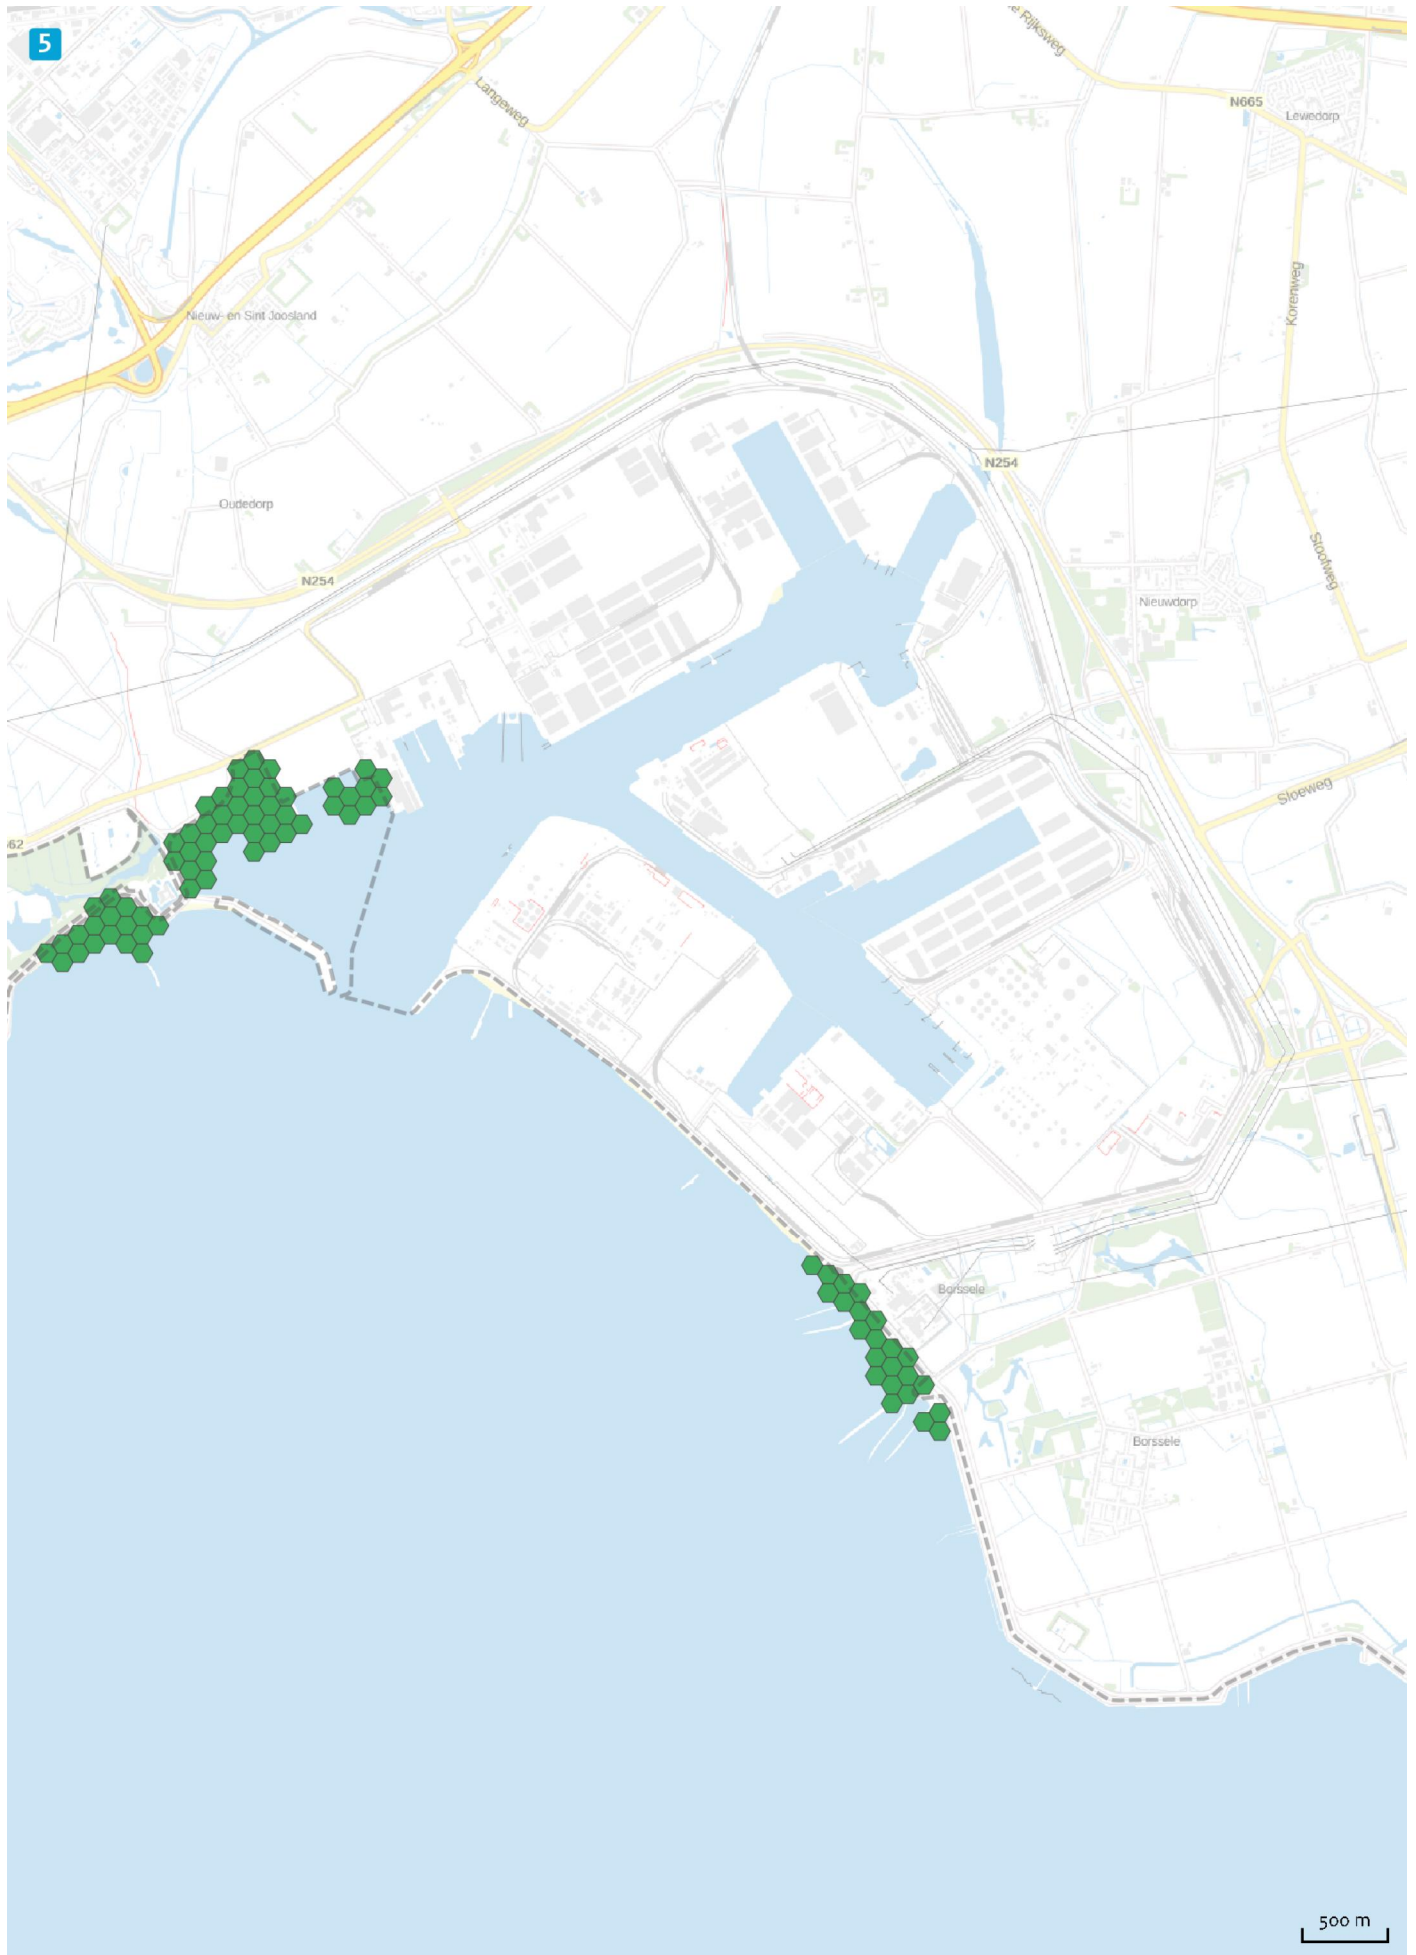 5
Rijksweg
Langeweg
N665
Lewedorp
Korenweg
Nieuw- en Sint Joosland
N254
Oudedorp
N254
Stoofweg
Nieuwdorp
Sloeweg
62
Borssele
Borssele
500 m